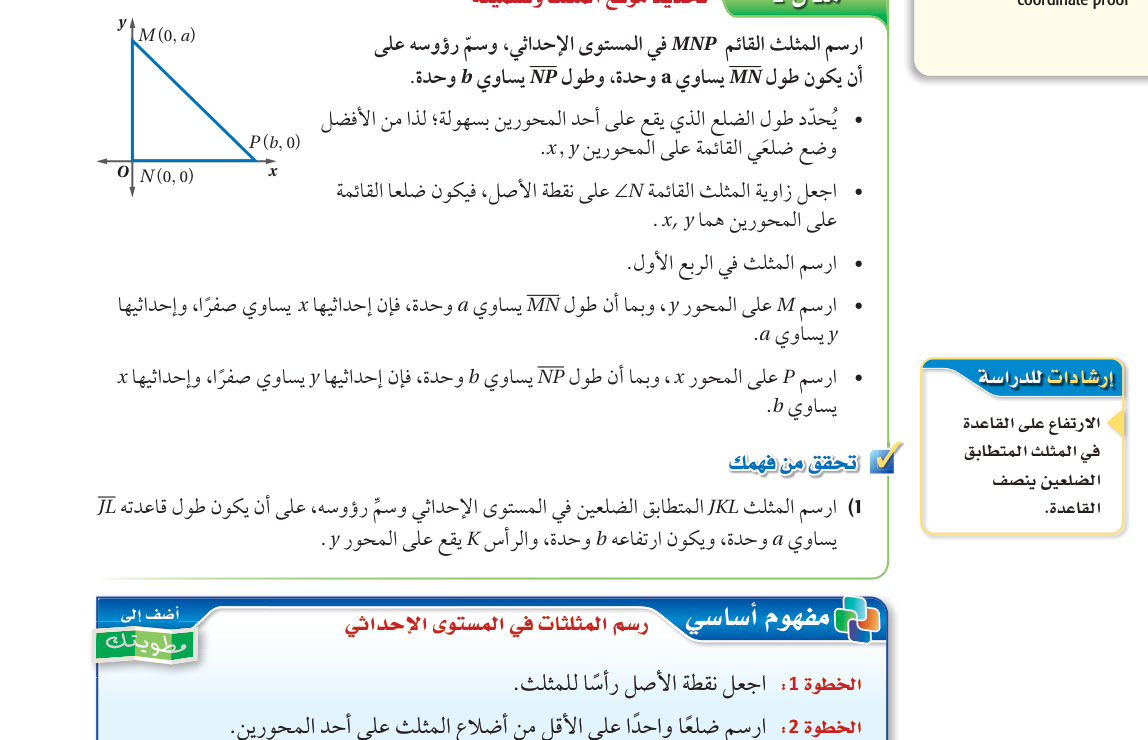 coordinate proof
ارسم المثلث القائم MNP في المستوى الإحداثي، وسمّ رؤوسه على
أن يكون طول MN يساوي a وحدة، وطول NP يساوي b وحدة.
y
M(0, a)
P(b, 0)
O
N(0, 0)
x
• يُحدّد طول الضلع الذي يقع على أحد المحورين بسهولة؛ لذا من الأفضل
وضع ضلعَي القائمة على المحورين x, y.
• اجعل زاوية المثلث القائمة ∠N على نقطة الأصل، فيكون ضلعا القائمة
على المحورين هما x, y .
• ارسم المثلث في الربع الأول.
• ارسم M على المحور y ، وبما أن طول MN يساوي a وحدة، فإن إحداثيها x يساوي صفرًا، وإحداثيها
y يساوي a.
• ارسم P على المحور x ، وبما أن طول NP يساوي b وحدة، فإن إحداثيها y يساوي صفرًا، وإحداثيها x
يساوي b.
تحقق من فهمك
1) ارسم المثلث JKL المتطابق الضلعين في المستوى الإحداثي وسمِّ رؤوسه، على أن يكون طول قاعدته JL
يساوي a وحدة، ويكون ارتفاعه b وحدة، والرأس K يقع على المحور y .
إرشادات للدراسة
الارتفاع على القاعدة
في المثلث المتطابق
الضلعين ينصف
القاعدة.
مفهوم أساسي
رسم المثلثات في المستوى الإحداثي
أضف إلى
مطويتك
الخطوة 1: اجعل نقطة الأصل رأسًا للمثلث.
الخطوة 2: ارسم ضلعًا واحدًا على الأقل من أضلاع المثلث على أحد المحورين.